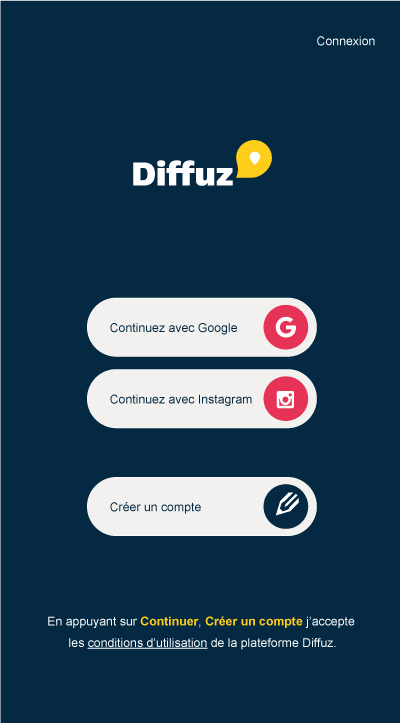 Connexion
Diffuz
Continuez avec Google
Continuez avec Instagram
Créer un compte
En appuyant sur Continuer, Créer un compte j'accepte
les conditions d'utilisation de la plateforme Diffuz.